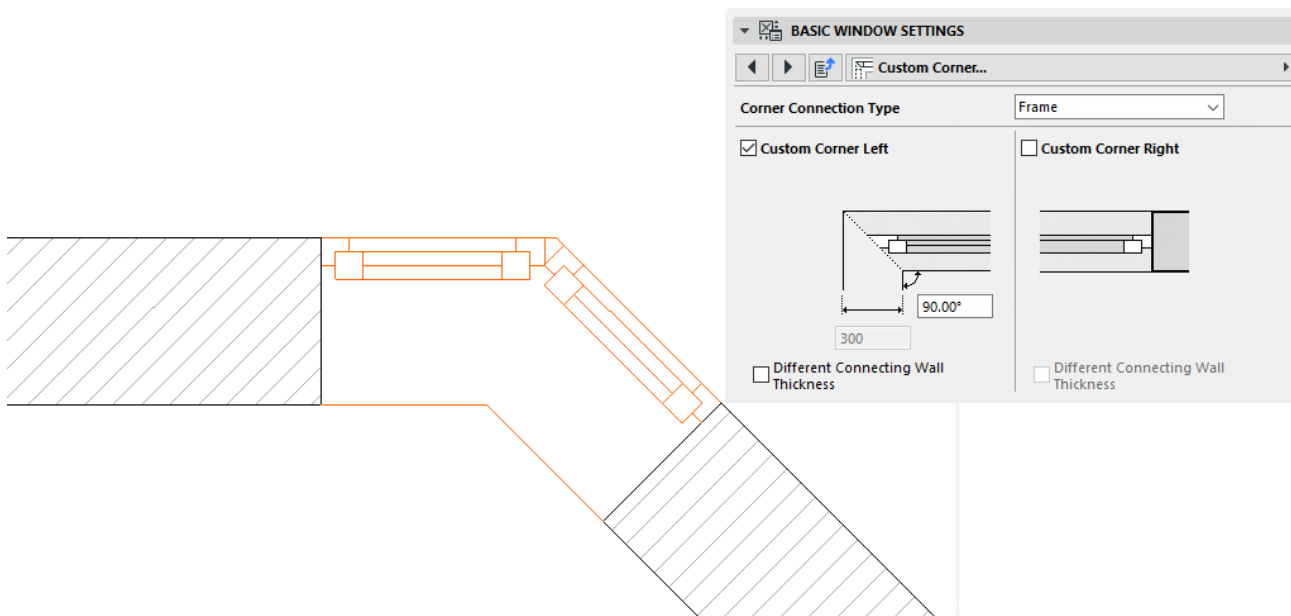 BASIC WINDOW SETTINGS
Custom Corner...
Corner Connection Type
Frame
Custom Corner Left
Custom Corner Right
90.00°
300
Different Connecting Wall
Thickness
Different Connecting Wall
Thickness